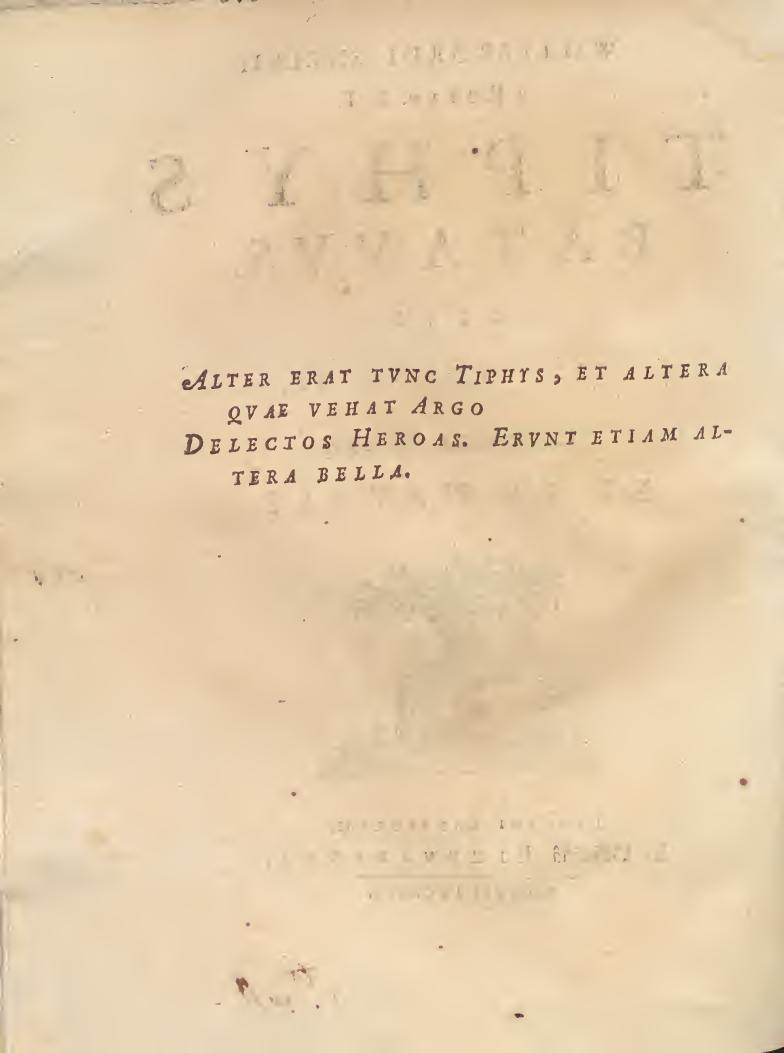 ALTER ERAT TVNC TIPHYS, ET ALTERA
QVAE VEHAT ARGO
DELECTOS HEROAS. ERVNT ETIAM AL-
TERA BELLA.